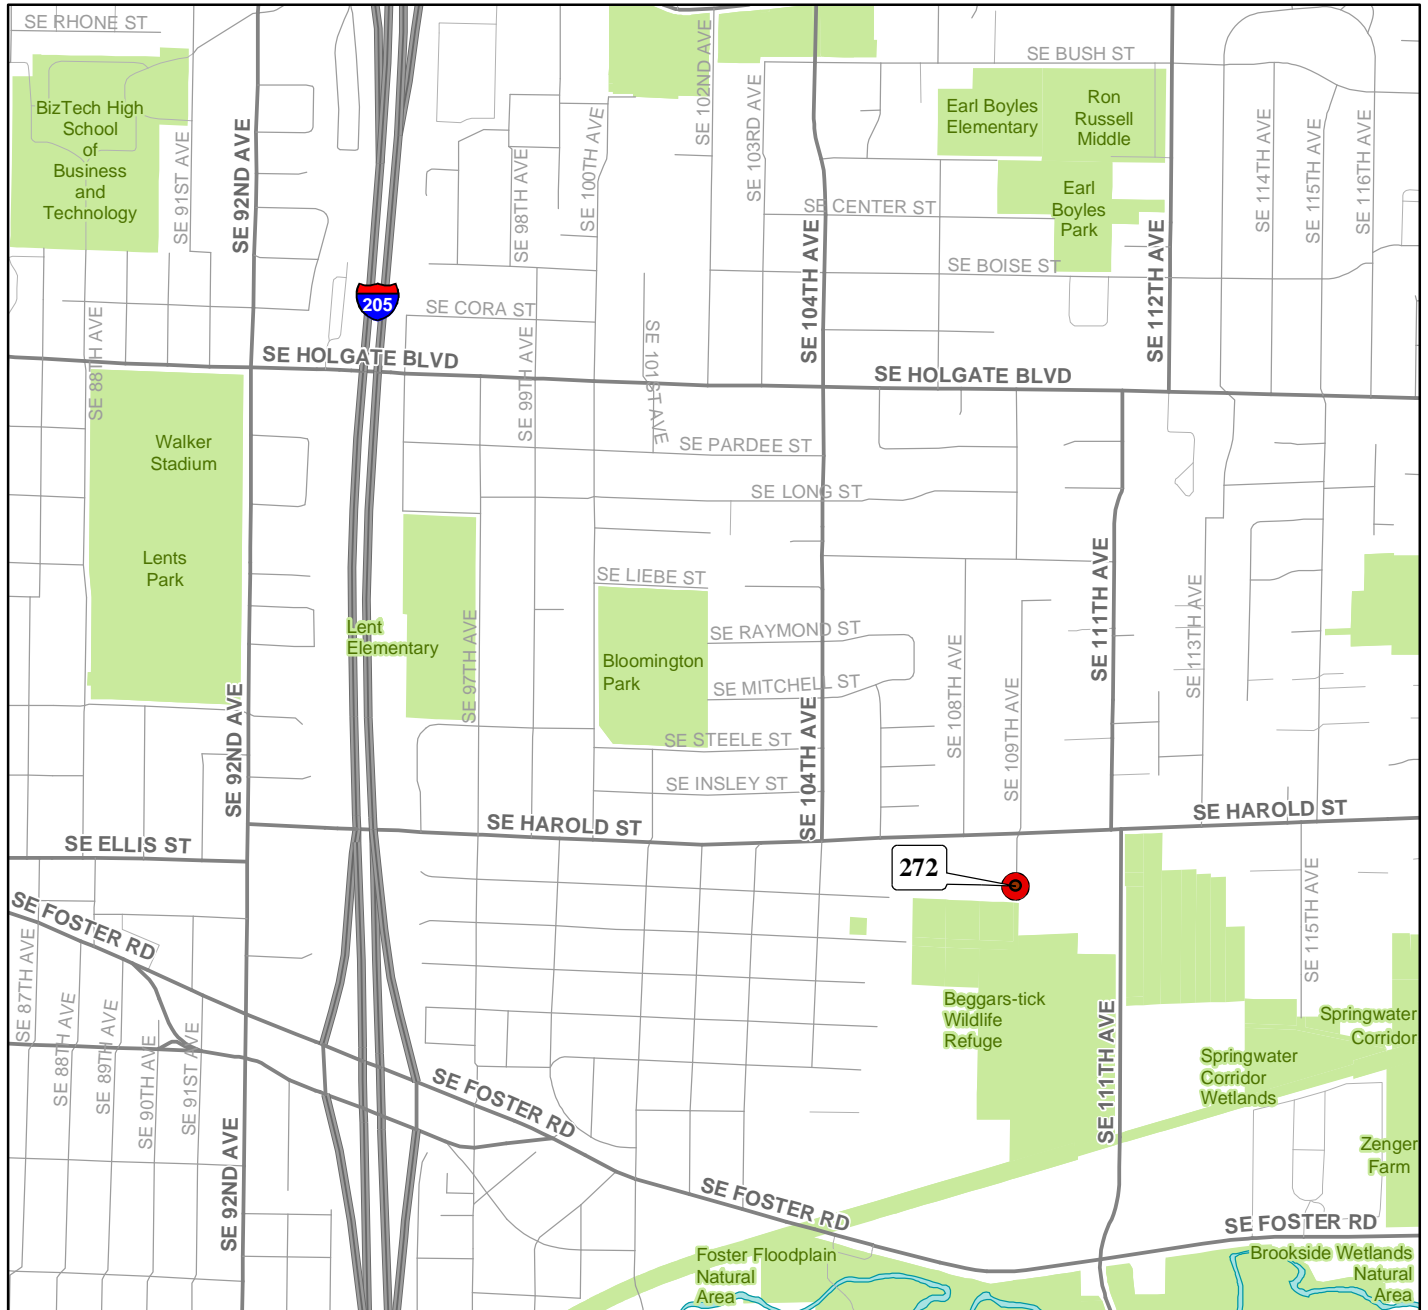 SE RHONE ST
SE 102ND AVE
SE BUSH ST
SE 103RD AVE
BizTech High
School
of
Business
and
Technology
Earl Boyles
Elementary
Ron
Russell
Middle
SE 91ST AVE
SE 92ND AVE
SE 98TH AVE
SE 100TH AVE
SE 114TH AVE
SE 115TH AVE
SE 116TH AVE
SE CENTER ST
Earl
Boyles
Park
SE 104TH AVE
SE 112TH AVE
SE BOISE ST
205
SE CORA ST
SE 88TH AVE
SE 99TH AVE
SE 101ST AVE
SE HOLGATE BLVD
SE HOLGATE BLVD
Walker
Stadium
SE PARDEE ST
SE LONG ST
Lents
Park
SE LIEBE ST
SE 111TH AVE
SE 113TH AVE
Lent
Elementary
SE 97TH AVE
SE RAYMOND ST
Bloomington
Park
SE MITCHELL ST
SE 108TH AVE
SE 109TH AVE
SE 92ND AVE
SE 104TH AVE
SE STEELE ST
SE INSLEY ST
SE HAROLD ST
SE HAROLD ST
SE ELLIS ST
272
SE FOSTER RD
SE 115TH AVE
SE 87TH AVE
SE 88TH AVE
SE 89TH AVE
SE 90TH AVE
SE 91ST AVE
Beggars-tick
Wildlife
Refuge
SE 111TH AVE
Springwater
Corridor
Springwater
Corridor
Wetlands
SE FOSTER RD
SE 92ND AVE
Zenger
Farm
SE FOSTER RD
SE FOSTER RD
Foster Floodplain
Natural
Area
Brookside Wetlands
Natural
Area